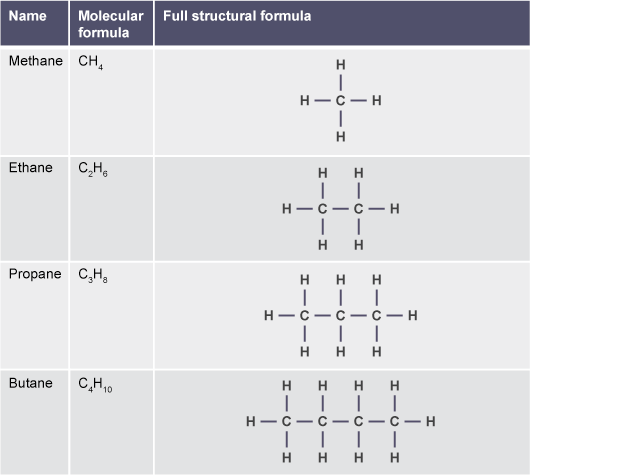 Name Molecular formula Full structural formula
Methane CH₄
H
H C H
H
Ethane C₂H₆
H H
H C C H
H H
Propane C₃H₈
H H H
H C C C H
H H H
Butane C₄H₁₀
H H H H
H C C C C H
H H H H